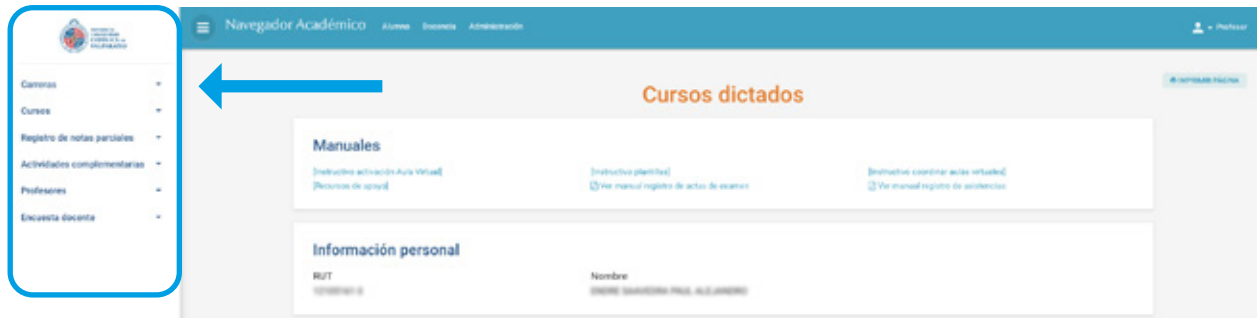 Navegador Académico Alumno Docencia Administración
Profesor
Carreras
Cursos
Registro de notas parciales
Actividades complementarias
Profesores
Encuesta docente
IMPRIMIR PÁGINA
Cursos dictados
Manuales
[Instructivo activación Aula Virtual]
[Instructivo plantillas]
[Instructivo coordinar aulas virtuales]
[Recursos de apoyo]
Ver manual registro de actas de examen
Ver manual registro de asistencias
Información personal
RUT
Nombre